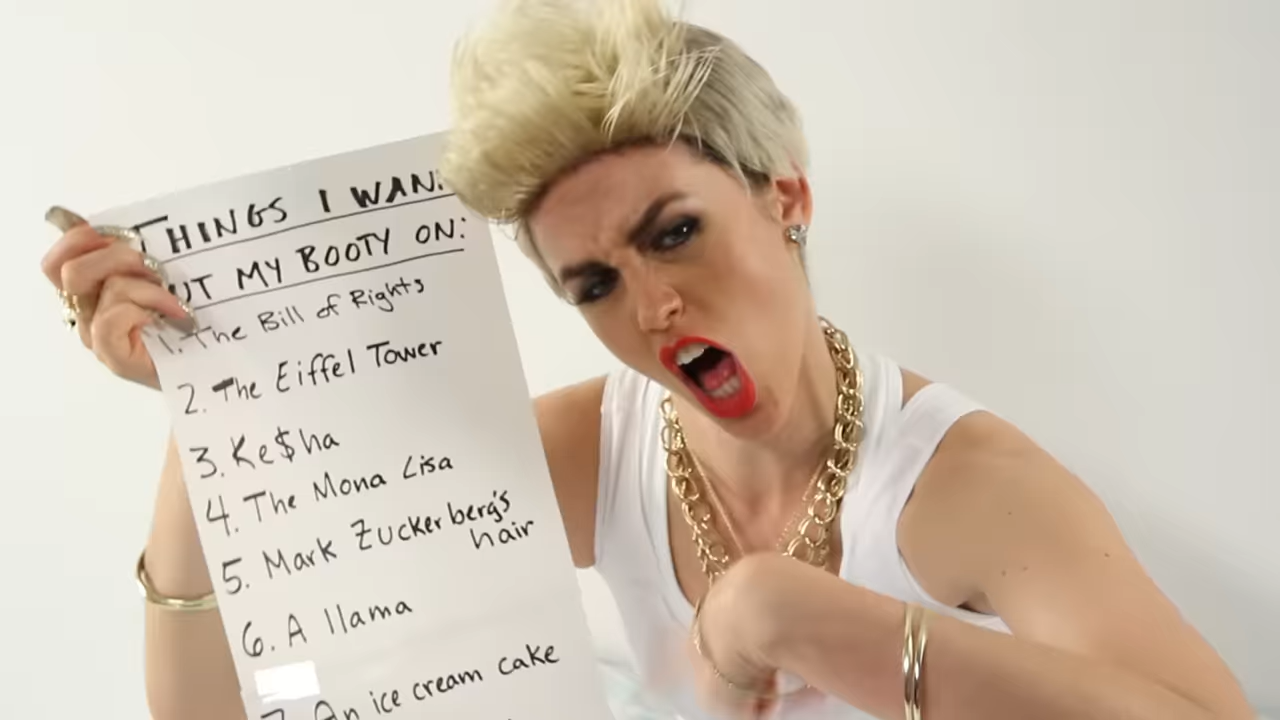 THINGS I WAN
UT MY BOOTY ON:
1. The Bill of Rights
2. The Eiffel Tower
3. Ke$ha
4. The Mona Lisa
5. Mark Zuckerberg's
hair
6. A llama
7. An ice cream cake